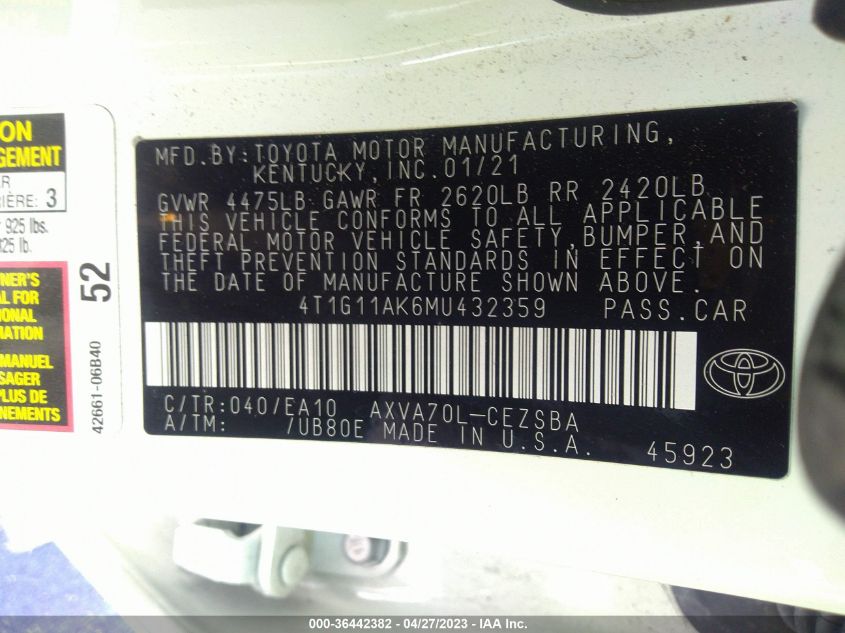 ON
GEMENT
R
IÈRE: 3
925 lbs.
25 lb.
NER'S
AL FOR
ONAL
MATION
MANUEL
SAGER
PLUS DE
NEMENTS
52
42661-06B40
MFD.BY:TOYOTA MOTOR MANUFACTURING,
KENTUCKY,INC.01/21
GVWR 4475LB GAWR FR 2620LB RR 2420LB
THIS VEHICLE CONFORMS TO ALL APPLICABLE
FEDERAL MOTOR VEHICLE SAFETY,BUMPER,AND
THEFT PREVENTION STANDARDS IN EFFECT ON
THE DATE OF MANUFACTURE SHOWN ABOVE.
4T1G11AK6MU432359 PASS.CAR
C/TR:040/EA10 AXVA70L-CEZSBA
A/TM: /UB80E MADE IN U.S.A.
45923
000-36442382 - 04/27/2023 - IAA Inc.